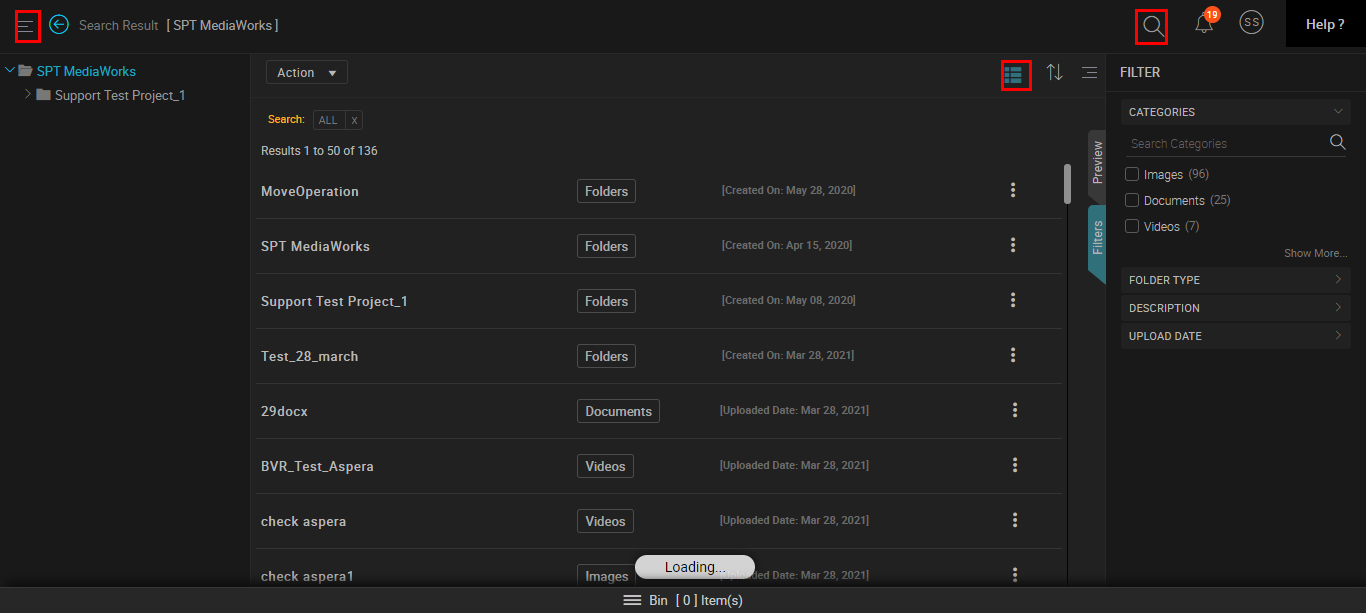 Search Result [ SPT MediaWorks ]
19
SS
Help ?
SPT MediaWorks
Support Test Project_1
Action
Search: ALL x
Results 1 to 50 of 136
MoveOperation Folders [Created On: May 28, 2020]
SPT MediaWorks Folders [Created On: Apr 15, 2020]
Support Test Project_1 Folders [Created On: May 08, 2020]
Test_28_march Folders [Created On: Mar 28, 2021]
29docx Documents [Uploaded Date: Mar 28, 2021]
BVR_Test_Aspera Videos [Uploaded Date: Mar 28, 2021]
check aspera Videos [Uploaded Date: Mar 28, 2021]
check aspera1 Images ded Date: Mar 28, 2021]
Loading...
Preview
Filters
FILTER
CATEGORIES
Search Categories
Images (96)
Documents (25)
Videos (7)
Show More...
FOLDER TYPE
DESCRIPTION
UPLOAD DATE
Bin [ 0 ] Item(s)